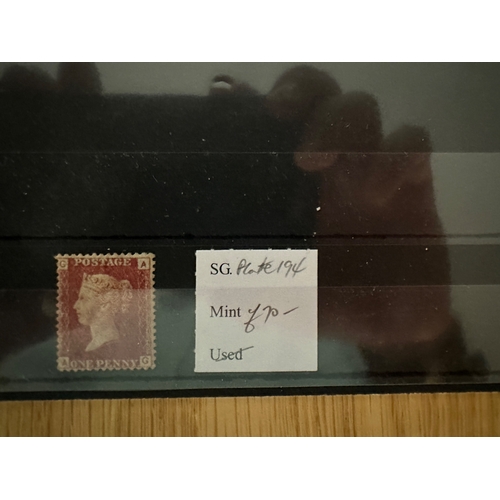 G POSTAGE A
A ONE PENNY G
SG. Plate 194
Mint £70-
Used